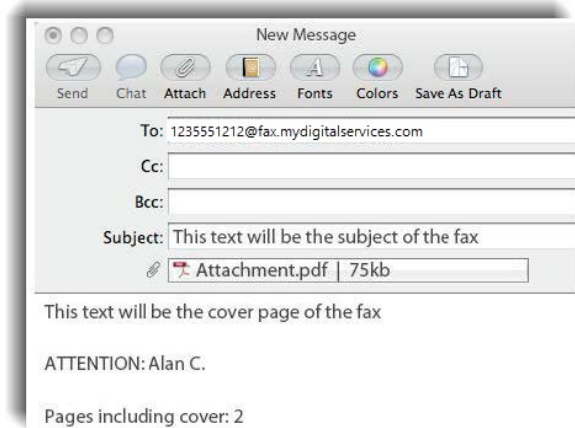 New Message
Send Chat Attach Address Fonts Colors Save As Draft
To: 1235551212@fax.mydigitalservices.com
Cc:
Bcc:
Subject: This text will be the subject of the fax
Attachment.pdf | 75kb
This text will be the cover page of the fax
ATTENTION: Alan C.
Pages including cover: 2